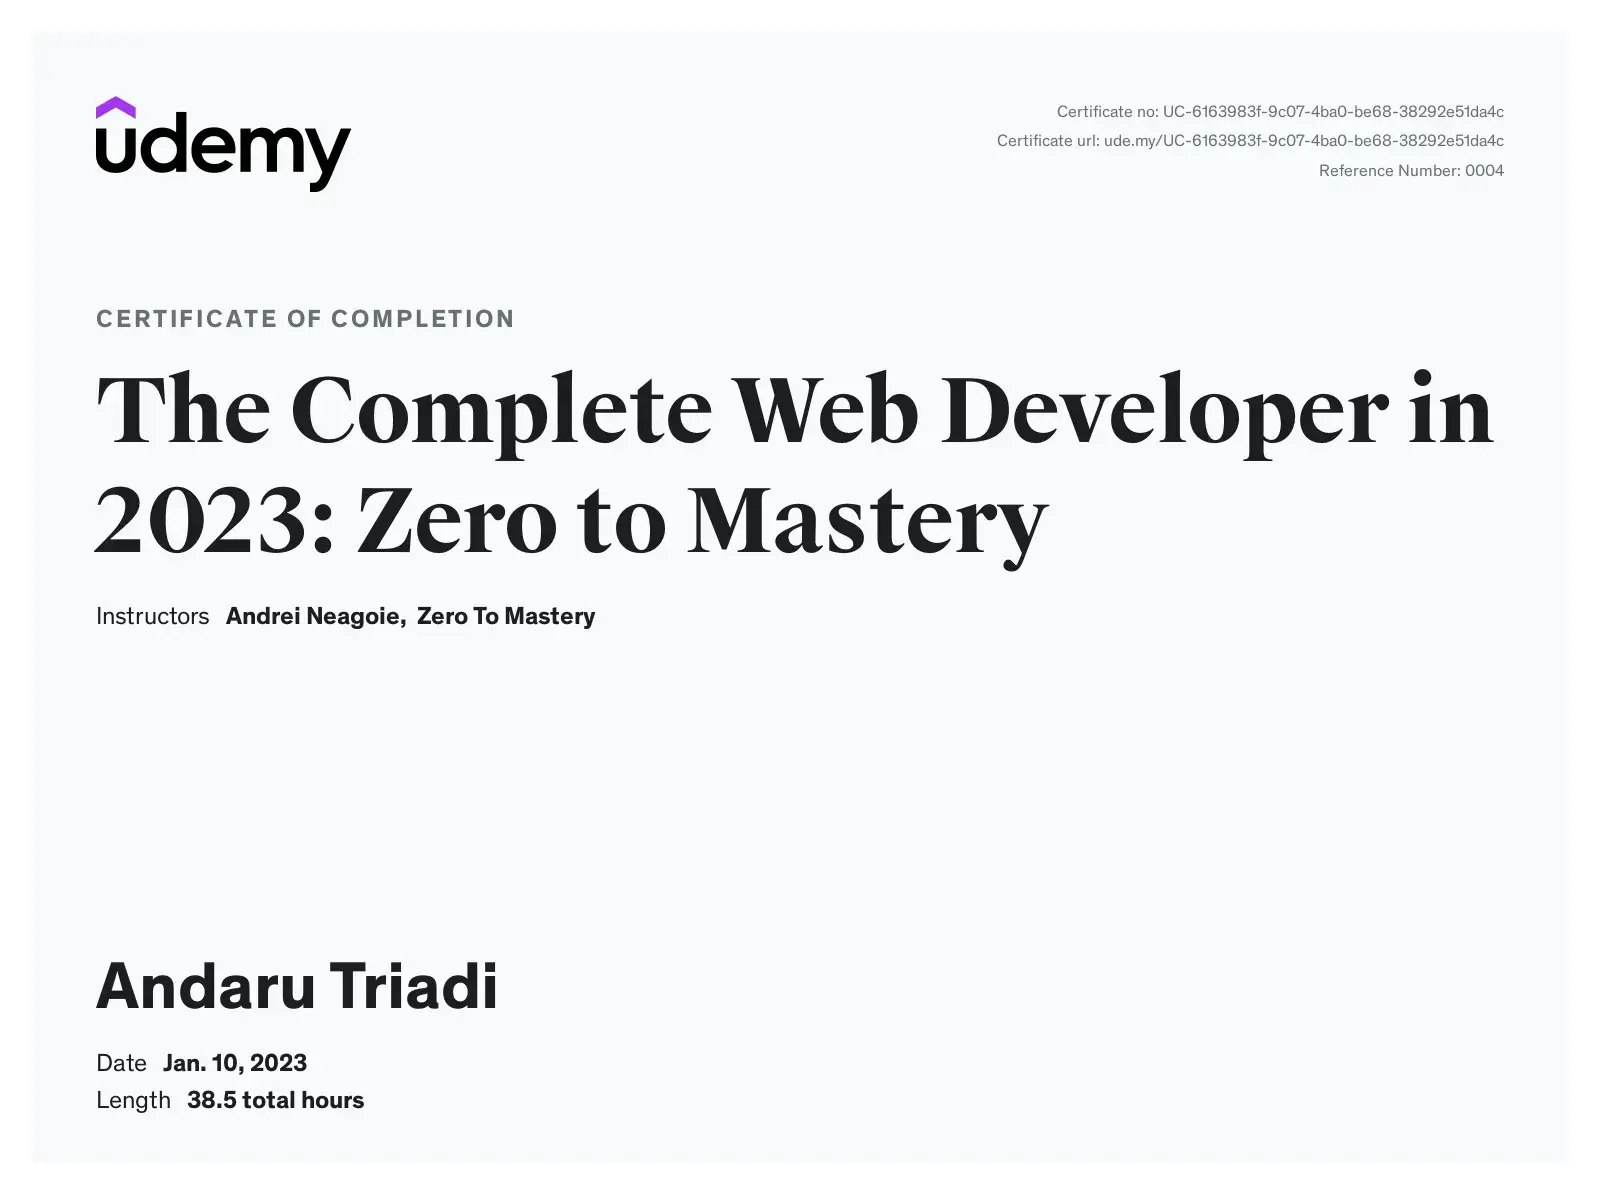 udemy
Certificate no: UC-6163983f-9c07-4ba0-be68-38292e51da4c
Certificate url: ude.my/UC-6163983f-9c07-4ba0-be68-38292e51da4c
Reference Number: 0004
CERTIFICATE OF COMPLETION
The Complete Web Developer in
2023: Zero to Mastery
Instructors Andrei Neagoie, Zero To Mastery
Andaru Triadi
Date Jan. 10, 2023
Length 38.5 total hours